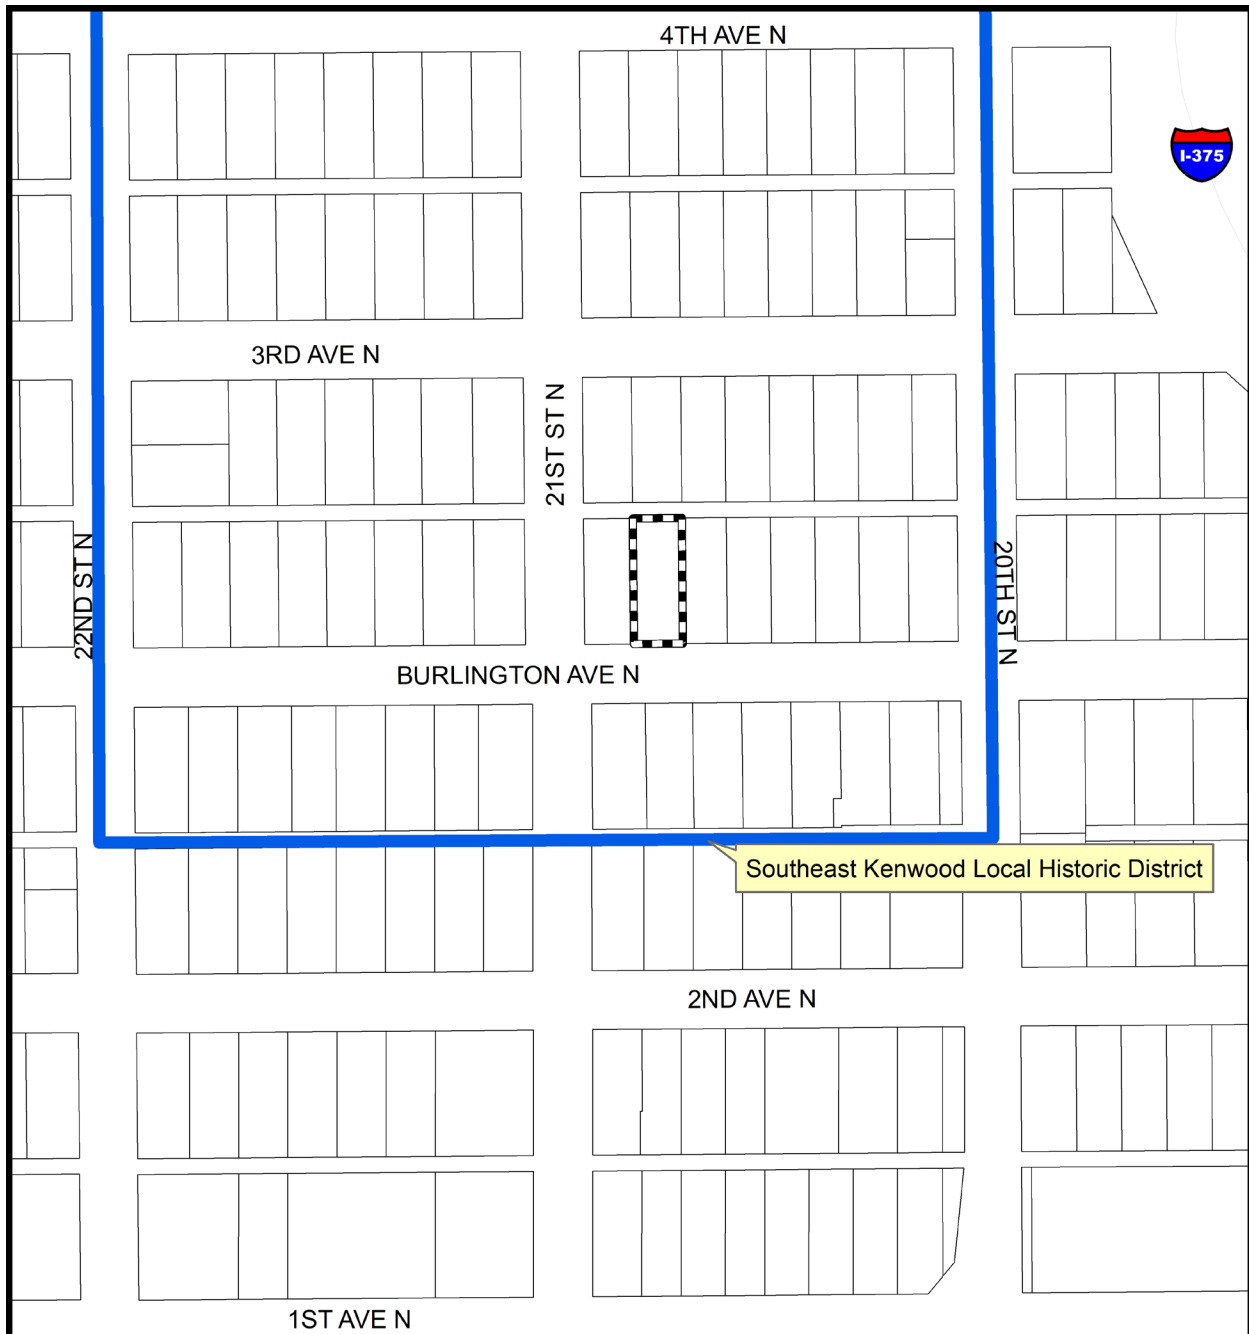 4TH AVE N
I-375
3RD AVE N
21ST ST N
22ND ST N
20TH ST N
BURLINGTON AVE N
Southeast Kenwood Local Historic District
2ND AVE N
1ST AVE N